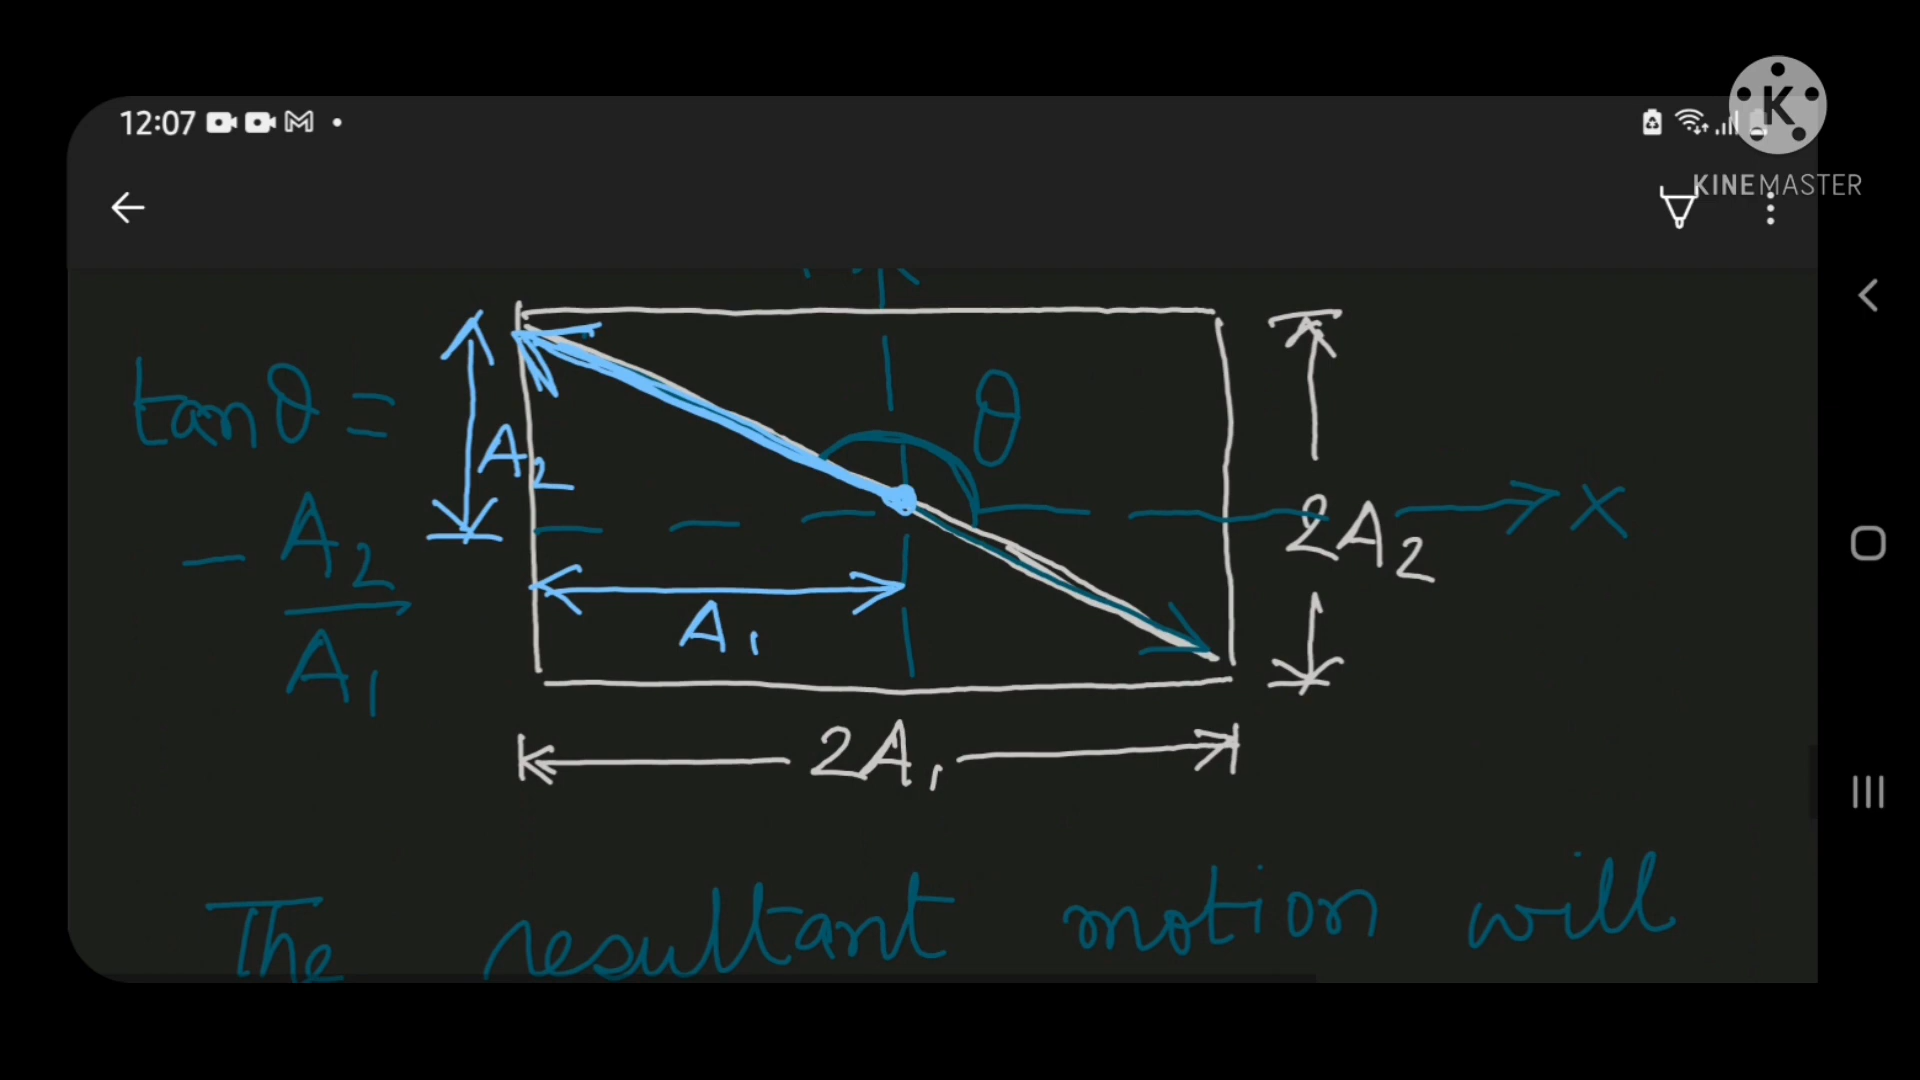 12:07
KINEMASTER
tanθ =
- A2
A1
A2
θ
X
2A2
A1
2A1
The resultant motion will